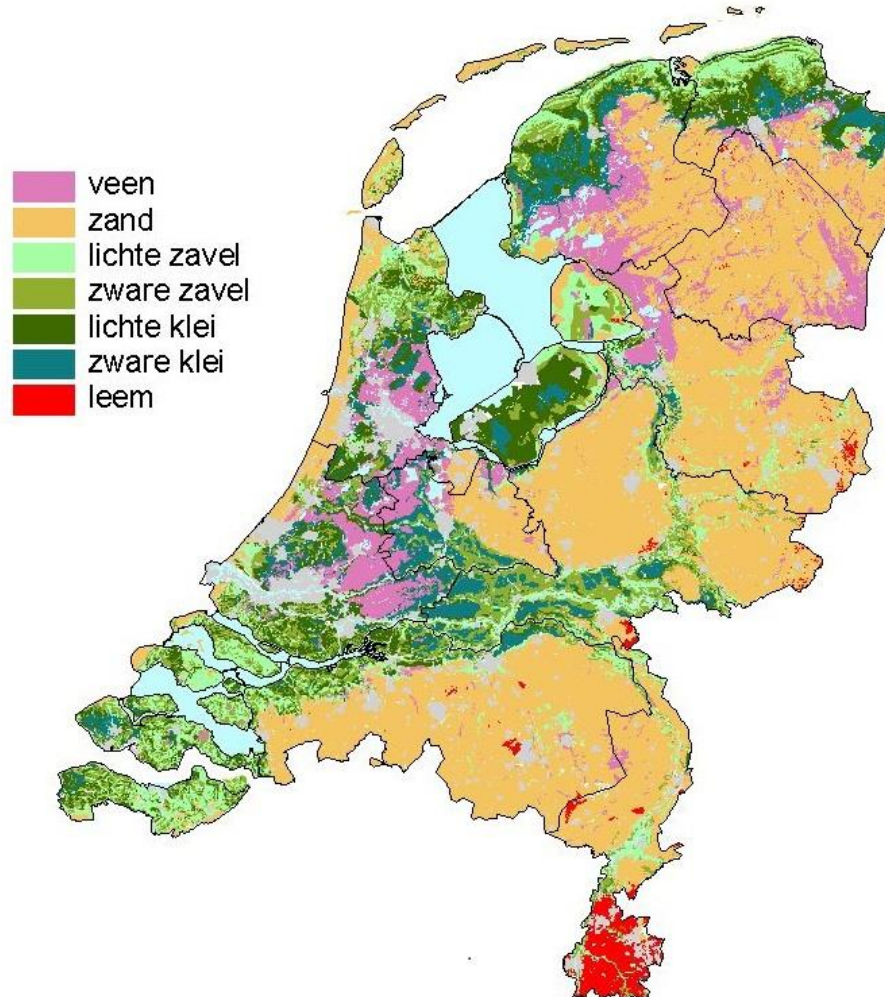 veen
zand
lichte zavel
zware zavel
lichte klei
zware klei
leem